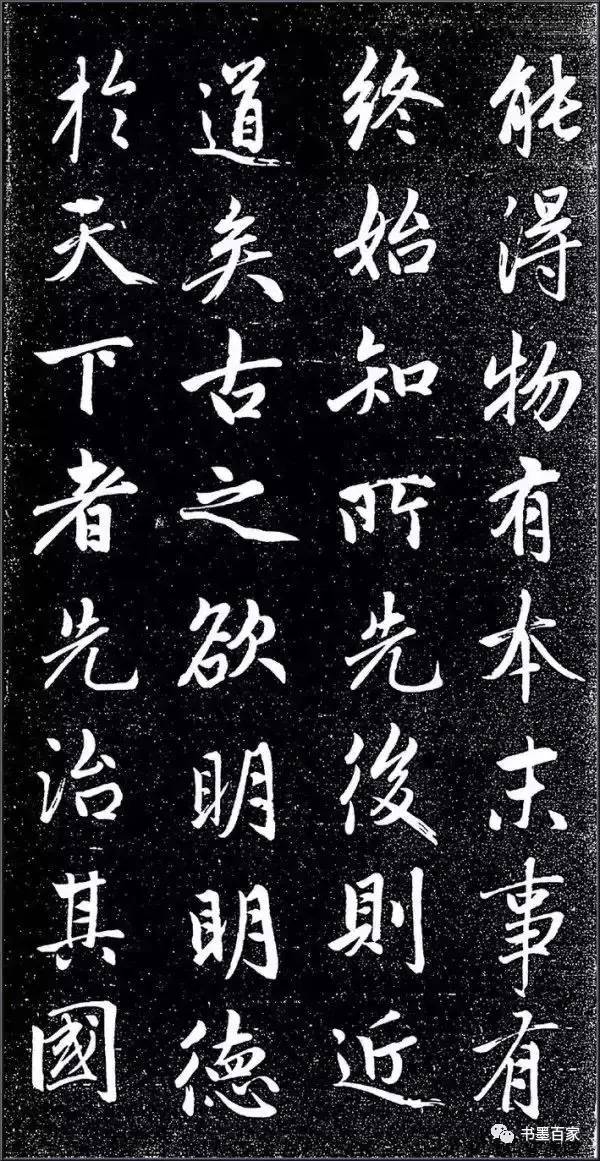 能得物有本末事有
終始知所先後則近
道矣古之欲明明德
於天下者先治其國
书墨百家